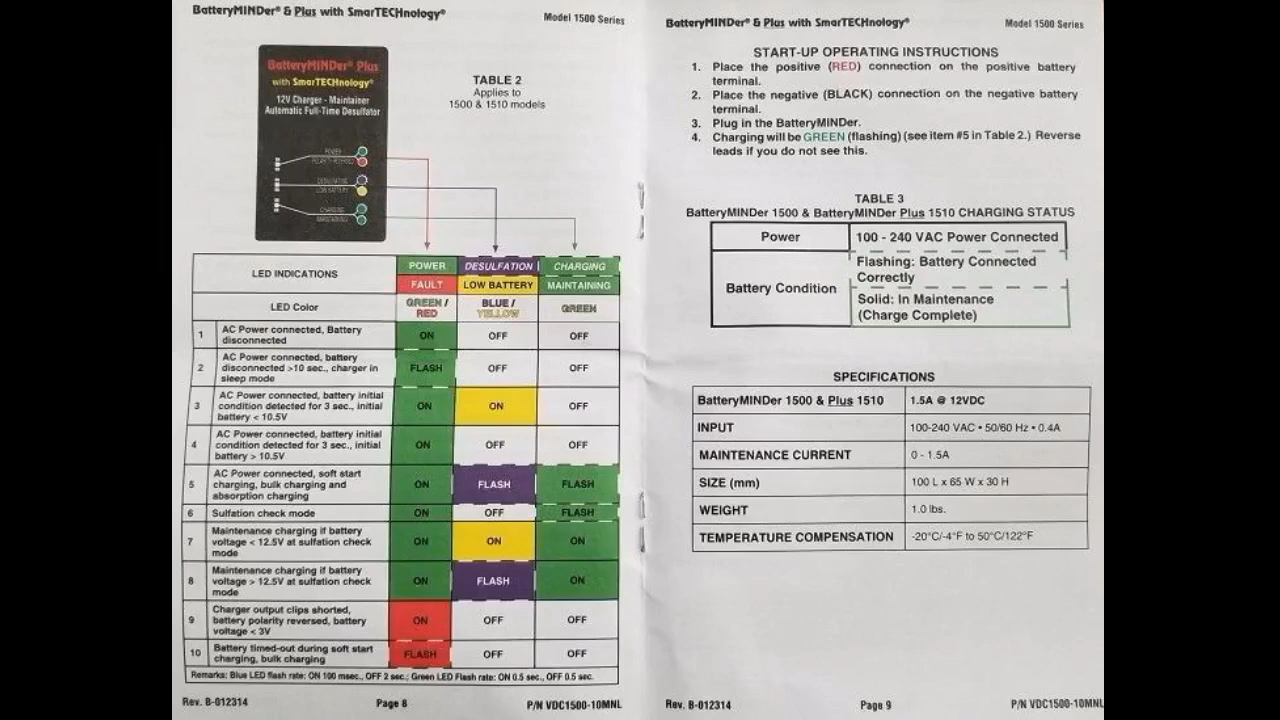 BatteryMINDer® & Plus with SmarTECHnology®
Model 1500 Series
BatteryMINDer® Plus
with SmarTECHnology®
12V Charger - Maintainer
Automatic Full-Time Desulfator
POWER
POLARITY REVERSED
DESULFATING
LOW BATTERY
CHARGING
MAINTAINING
TABLE 2
Applies to
1500 & 1510 models
LED INDICATIONS
POWER
DESULFATION
CHARGING
FAULT
LOW BATTERY
MAINTAINING
LED Color
GREEN /
RED
BLUE /
YELLOW
GREEN
1
AC Power connected, Battery
disconnected
ON
OFF
OFF
2
AC Power connected, battery
disconnected >10 sec., charger in
sleep mode
FLASH
OFF
OFF
3
AC Power connected, battery initial
condition detected for 3 sec., initial
battery < 10.5V
ON
ON
OFF
4
AC Power connected, battery initial
condition detected for 3 sec., initial
battery > 10.5V
ON
OFF
OFF
5
AC Power connected, soft start
charging, bulk charging and
absorption charging
ON
FLASH
FLASH
6
Sulfation check mode
ON
OFF
FLASH
7
Maintenance charging if battery
voltage < 12.5V at sulfation check
mode
ON
ON
ON
8
Maintenance charging if battery
voltage > 12.5V at sulfation check
mode
ON
FLASH
ON
9
Charger output clips shorted,
battery polarity reversed, battery
voltage < 3V
ON
OFF
OFF
10
Battery timed-out during soft start
charging, bulk charging
FLASH
OFF
OFF
Remarks: Blue LED flash rate: ON 100 msec., OFF 2 sec.; Green LED Flash rate: ON 0.5 sec., OFF 0.5 sec.
Rev. B-012314
Page 8
P/N VDC1500-10MNL
BatteryMINDer® & Plus with SmarTECHnology®
Model 1500 Series
START-UP OPERATING INSTRUCTIONS
1. Place the positive (RED) connection on the positive battery
terminal.
2. Place the negative (BLACK) connection on the negative battery
terminal.
3. Plug in the BatteryMINDer.
4. Charging will be GREEN (flashing) (see item #5 in Table 2.) Reverse
leads if you do not see this.
TABLE 3
BatteryMINDer 1500 & BatteryMINDer Plus 1510 CHARGING STATUS
Power
100 - 240 VAC Power Connected
Battery Condition
Flashing: Battery Connected
Correctly
Solid: In Maintenance
(Charge Complete)
SPECIFICATIONS
BatteryMINDer 1500 & Plus 1510
1.5A @ 12VDC
INPUT
100-240 VAC • 50/60 Hz • 0.4A
MAINTENANCE CURRENT
0 - 1.5A
SIZE (mm)
100 L x 65 W x 30 H
WEIGHT
1.0 lbs.
TEMPERATURE COMPENSATION
-20°C/-4°F to 50°C/122°F
Rev. B-012314
Page 9
P/N VDC1500-10MNL